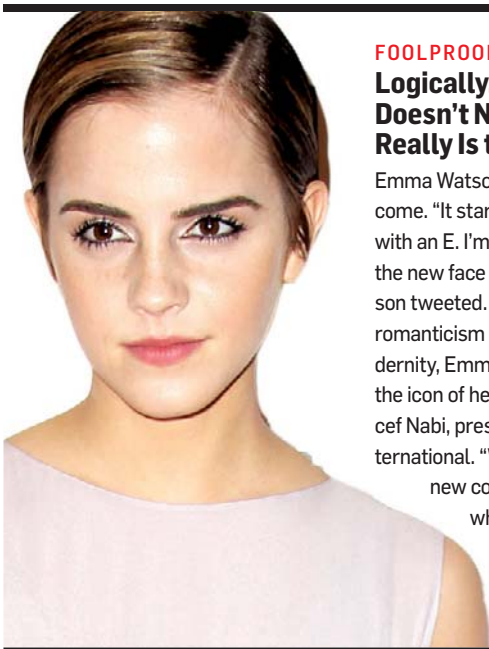 FOOLPROOF
Logically
Doesn't N
Really Is t
Emma Watso
come. “It star
with an E. I'm
the new face
son tweeted.
romanticism
dernity, Emm
the icon of he
cef Nabi, pres
ternational. “
new co
wh